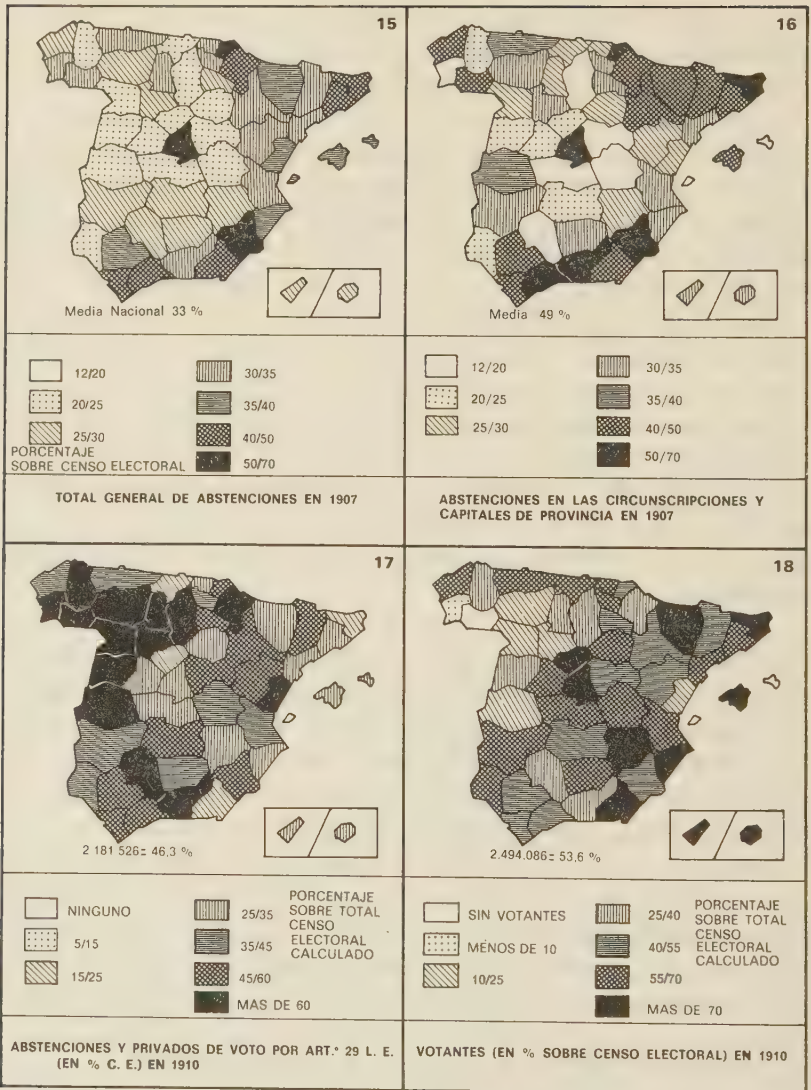 15
Media Nacional 33 %
12/20
20/25
25/30
PORCENTAJE
SOBRE CENSO ELECTORAL
30/35
35/40
40/50
50/70
TOTAL GENERAL DE ABSTENCIONES EN 1907
16
Media 49 %
12/20
20/25
25/30
30/35
35/40
40/50
50/70
ABSTENCIONES EN LAS CIRCUNSCRIPCIONES Y
CAPITALES DE PROVINCIA EN 1907
17
2 181 526= 46,3 %
NINGUNO
5/15
15/25
25/35
35/45
45/60
MAS DE 60
PORCENTAJE
SOBRE TOTAL
CENSO
ELECTORAL
CALCULADO
ABSTENCIONES Y PRIVADOS DE VOTO POR ART.° 29 L. E.
(EN % C. E.) EN 1910
18
2.494.086= 53,6 %
SIN VOTANTES
MENOS DE 10
10/25
25/40
40/55
55/70
MAS DE 70
PORCENTAJE
SOBRE TOTAL
CENSO
ELECTORAL
CALCULADO
VOTANTES (EN % SOBRE CENSO ELECTORAL) EN 1910